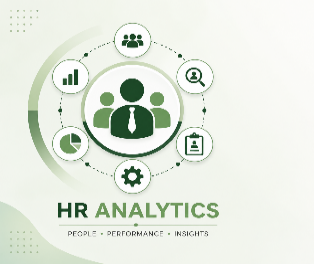 HR ANALYTICS
PEOPLE • PERFORMANCE • INSIGHTS